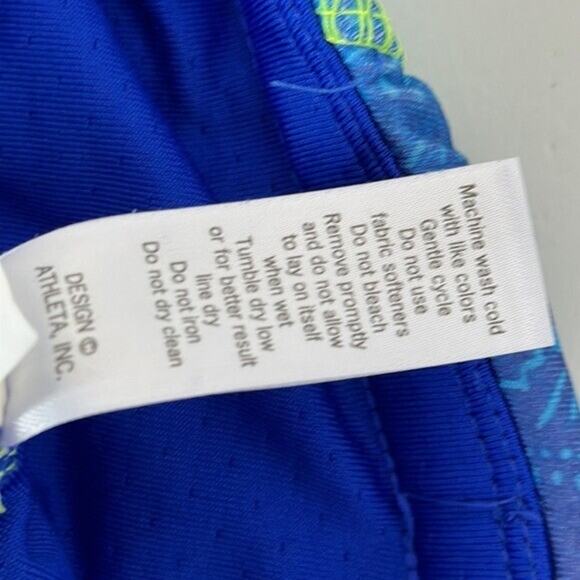 Machine wash cold
with like colors
Gentle cycle
Do not use
fabric softeners
Do not bleach
Remove promptly
and do not allow
to lay on itself
when wet
Tumble dry low
or for better result
line dry
Do not iron
Do not dry clean
DESIGN ©
ATHLETA, INC.